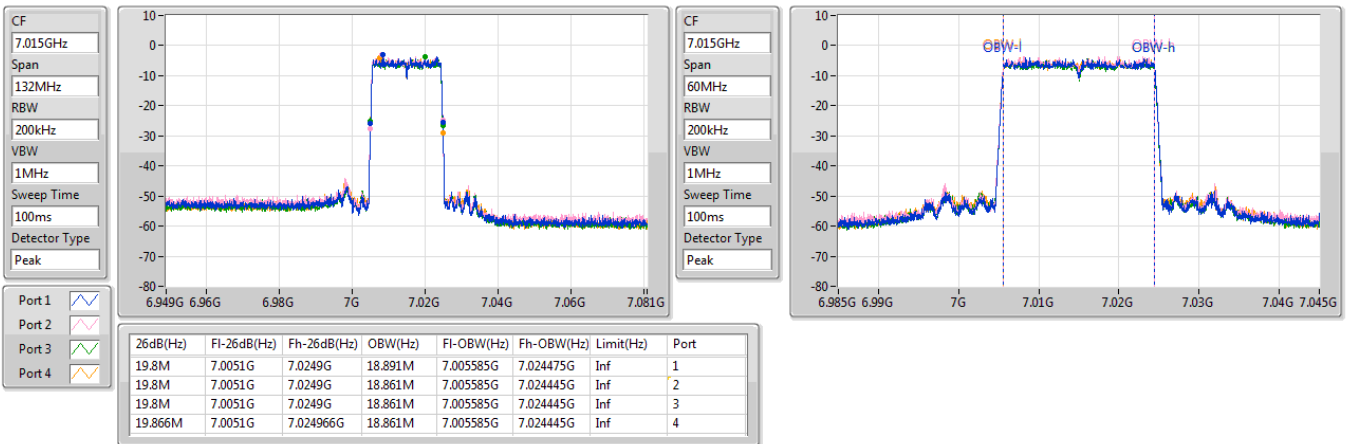 CF
7.015GHz
Span
132MHz
RBW
200kHz
VBW
1MHz
Sweep Time
100ms
Detector Type
Peak
10
0
-10
-20
-30
-40
-50
-60
-70
-80
6.949G 6.96G 6.98G 7G 7.02G 7.04G 7.06G 7.081G
CF
7.015GHz
Span
60MHz
RBW
200kHz
VBW
1MHz
Sweep Time
100ms
Detector Type
Peak
10
0
-10
-20
-30
-40
-50
-60
-70
-80
OBW-l OBW-h
6.985G 6.99G 7G 7.01G 7.02G 7.03G 7.04G 7.045G
Port 1
Port 2
Port 3
Port 4
26dB(Hz) Fl-26dB(Hz) Fh-26dB(Hz) OBW(Hz) Fl-OBW(Hz) Fh-OBW(Hz) Limit(Hz) Port
19.8M 7.0051G 7.0249G 18.891M 7.005585G 7.024475G Inf 1
19.8M 7.0051G 7.0249G 18.861M 7.005585G 7.024445G Inf 2
19.8M 7.0051G 7.0249G 18.861M 7.005585G 7.024445G Inf 3
19.866M 7.0051G 7.024966G 18.861M 7.005585G 7.024445G Inf 4